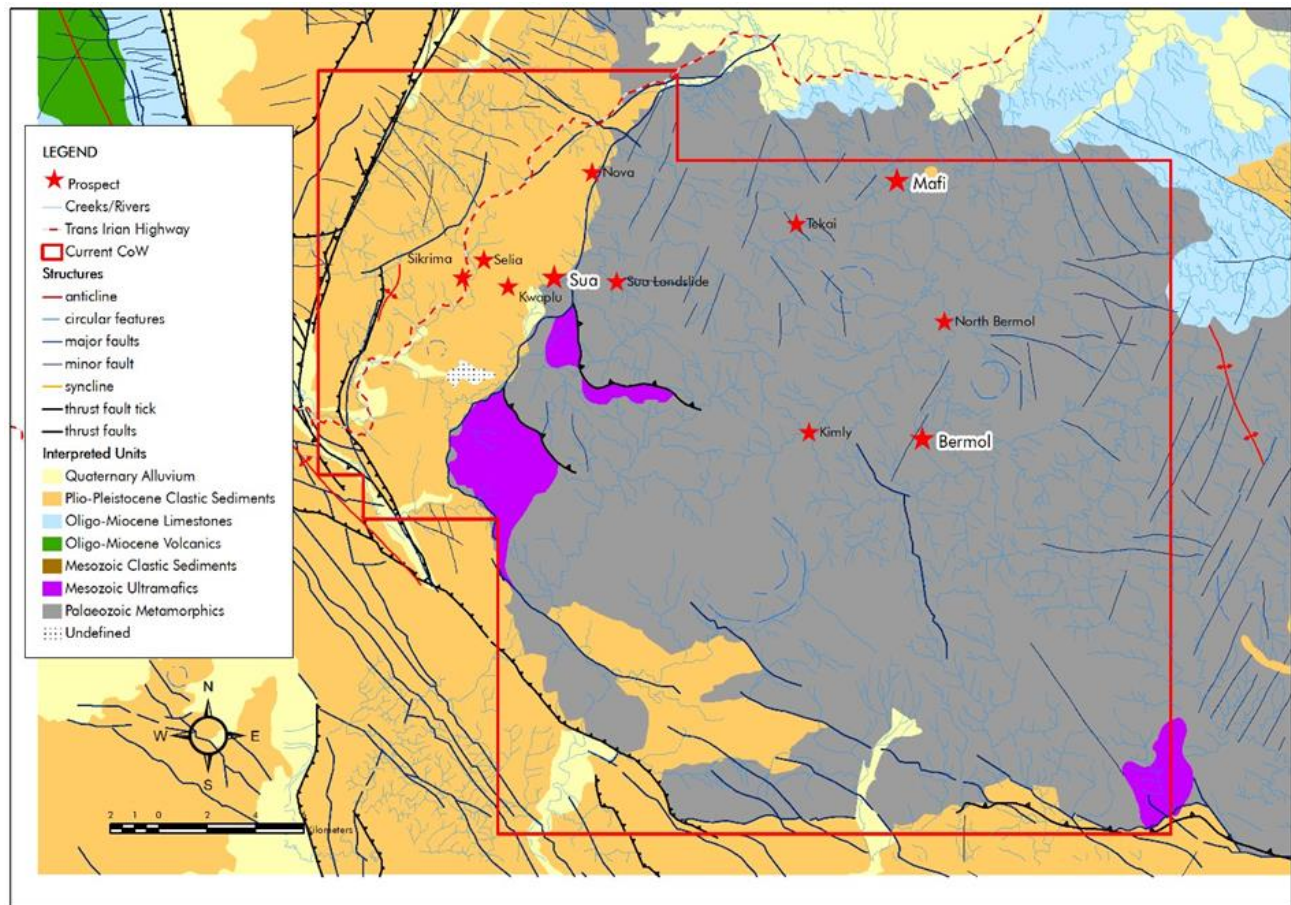 LEGEND
Prospect
Creeks/Rivers
Trans Irian Highway
Current CoW
Structures
anticline
circular features
major faults
minor fault
syncline
thrust fault tick
thrust faults
Interpreted Units
Quaternary Alluvium
Plio-Pleistocene Clastic Sediments
Oligo-Miocene Limestones
Oligo-Miocene Volcanics
Mesozoic Clastic Sediments
Mesozoic Ultramafics
Palaeozoic Metamorphics
Undefined
Nova
Mafi
Tekai
Sikrima
Selia
Sua
Sua Landslide
Kwaplu
North Bermol
Kimly
Bermol
N
W E
S
2 1 0 2 4
Kilometers